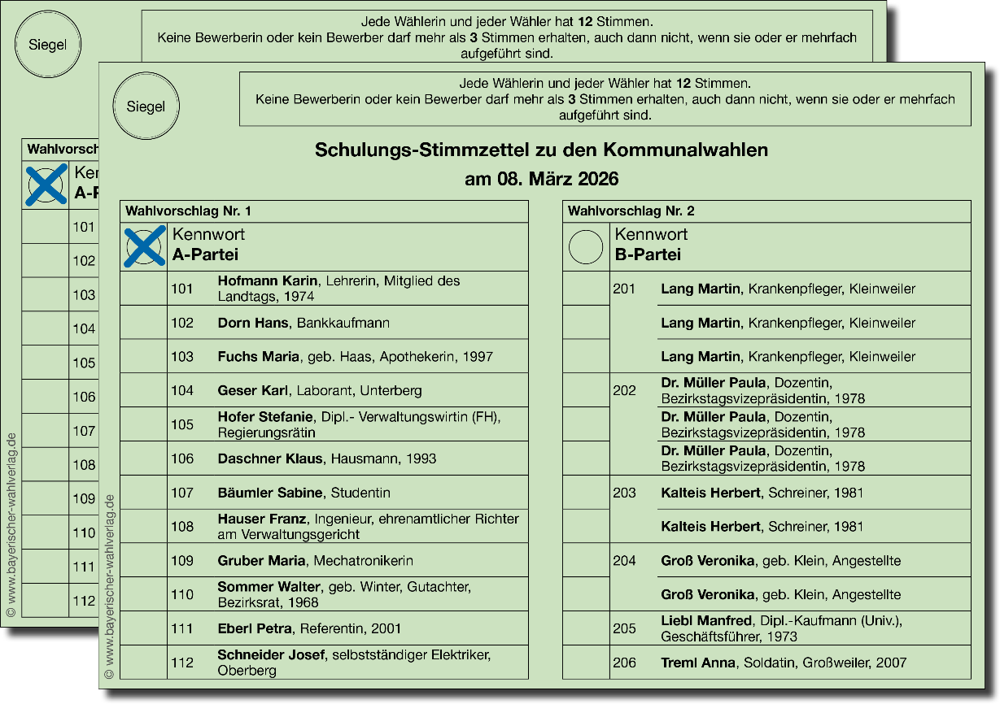 Siegel
Jede Wählerin und jeder Wähler hat 12 Stimmen.
Keine Bewerberin oder kein Bewerber darf mehr als 3 Stimmen erhalten, auch dann nicht, wenn sie oder er mehrfach
aufgeführt sind.
Wahlvorsch
Ken
A-P
101
102
103
104
105
106
107
108
109
110
111
112
© www.bayerischer-wahlverlag.de
Siegel
Jede Wählerin und jeder Wähler hat 12 Stimmen.
Keine Bewerberin oder kein Bewerber darf mehr als 3 Stimmen erhalten, auch dann nicht, wenn sie oder er mehrfach
aufgeführt sind.
Schulungs-Stimmzettel zu den Kommunalwahlen
am 08. März 2026
Wahlvorschlag Nr. 1
Kennwort
A-Partei
101 Hofmann Karin, Lehrerin, Mitglied des
Landtags, 1974
102 Dorn Hans, Bankkaufmann
103 Fuchs Maria, geb. Haas, Apothekerin, 1997
104 Geser Karl, Laborant, Unterberg
105 Hofer Stefanie, Dipl.- Verwaltungswirtin (FH),
Regierungsrätin
106 Daschner Klaus, Hausmann, 1993
107 Bäumler Sabine, Studentin
108 Hauser Franz, Ingenieur, ehrenamtlicher Richter
am Verwaltungsgericht
109 Gruber Maria, Mechatronikerin
110 Sommer Walter, geb. Winter, Gutachter,
Bezirksrat, 1968
111 Eberl Petra, Referentin, 2001
112 Schneider Josef, selbstständiger Elektriker,
Oberberg
Wahlvorschlag Nr. 2
Kennwort
B-Partei
201 Lang Martin, Krankenpfleger, Kleinweiler
Lang Martin, Krankenpfleger, Kleinweiler
Lang Martin, Krankenpfleger, Kleinweiler
202 Dr. Müller Paula, Dozentin,
Bezirkstagsvizepräsidentin, 1978
Dr. Müller Paula, Dozentin,
Bezirkstagsvizepräsidentin, 1978
Dr. Müller Paula, Dozentin,
Bezirkstagsvizepräsidentin, 1978
203 Kalteis Herbert, Schreiner, 1981
Kalteis Herbert, Schreiner, 1981
204 Groß Veronika, geb. Klein, Angestellte
Groß Veronika, geb. Klein, Angestellte
205 Liebl Manfred, Dipl.-Kaufmann (Univ.),
Geschäftsführer, 1973
206 Treml Anna, Soldatin, Großweiler, 2007
© www.bayerischer-wahlverlag.de